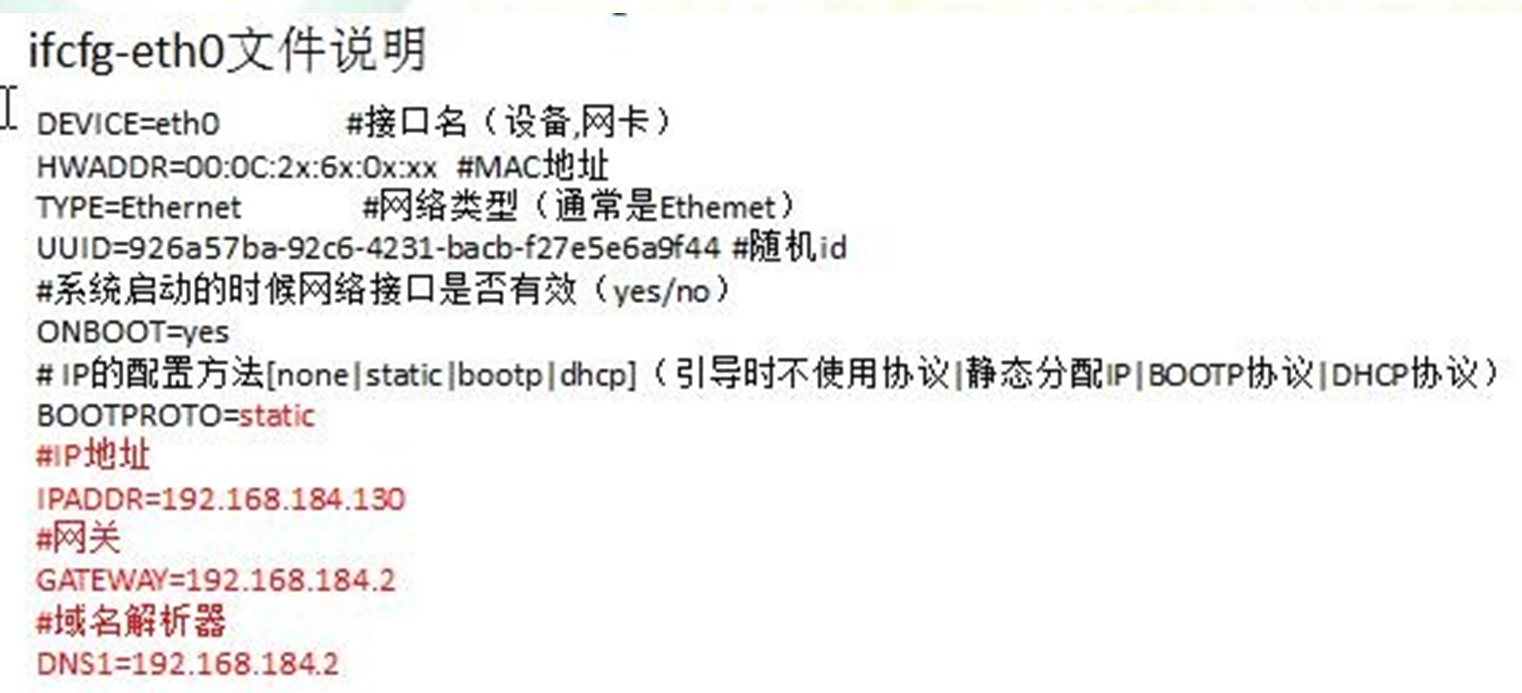 ifcfg-eth0文件说明
DEVICE=eth0 #接口名（设备,网卡）
HWADDR=00:0C:2x:6x:0x:xx #MAC地址
TYPE=Ethernet #网络类型（通常是Ethemet）
UUID=926a57ba-92c6-4231-bacb-f27e5e6a9f44 #随机id
#系统启动的时候网络接口是否有效（yes/no）
ONBOOT=yes
# IP的配置方法[none|static|bootp|dhcp]（引导时不使用协议|静态分配IP|BOOTP协议|DHCP协议）
BOOTPROTO=static
#IP地址
IPADDR=192.168.184.130
#网关
GATEWAY=192.168.184.2
#域名解析器
DNS1=192.168.184.2